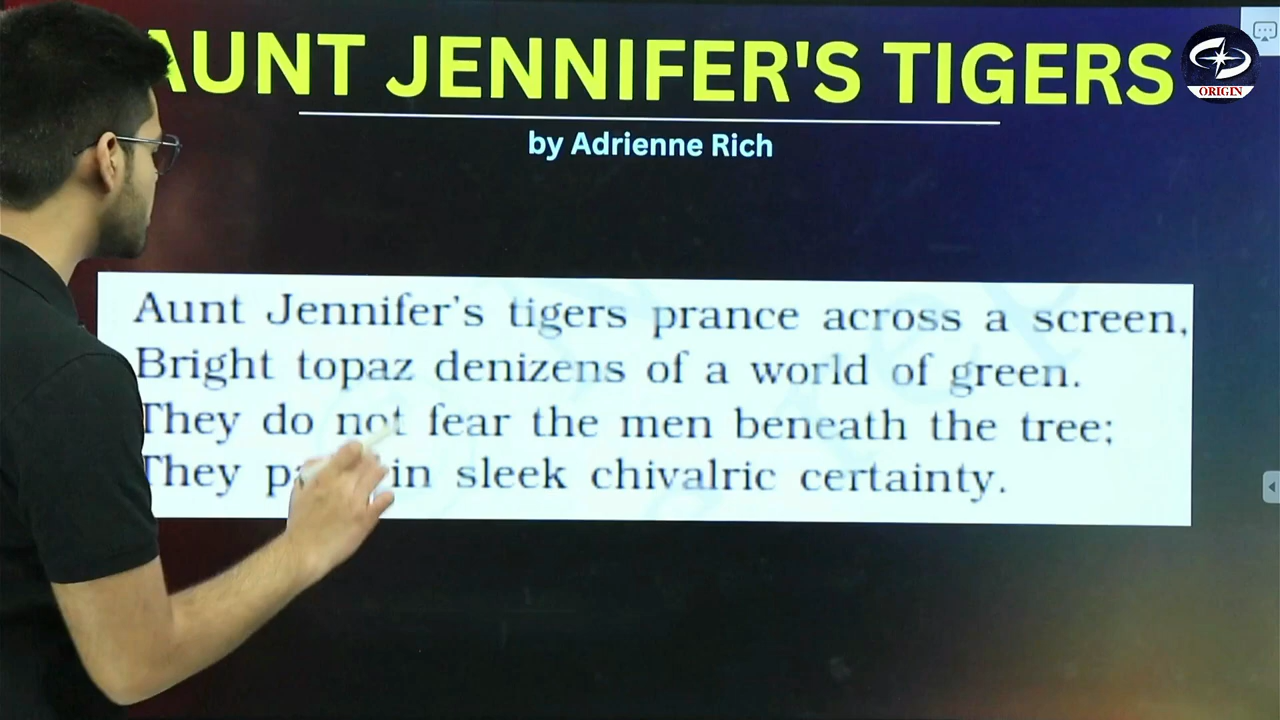 AUNT JENNIFER'S TIGERS
by Adrienne Rich
ORIGIN
Aunt Jennifer's tigers prance across a screen,
Bright topaz denizens of a world of green.
They do not fear the men beneath the tree;
They in sleek chivalric certainty.